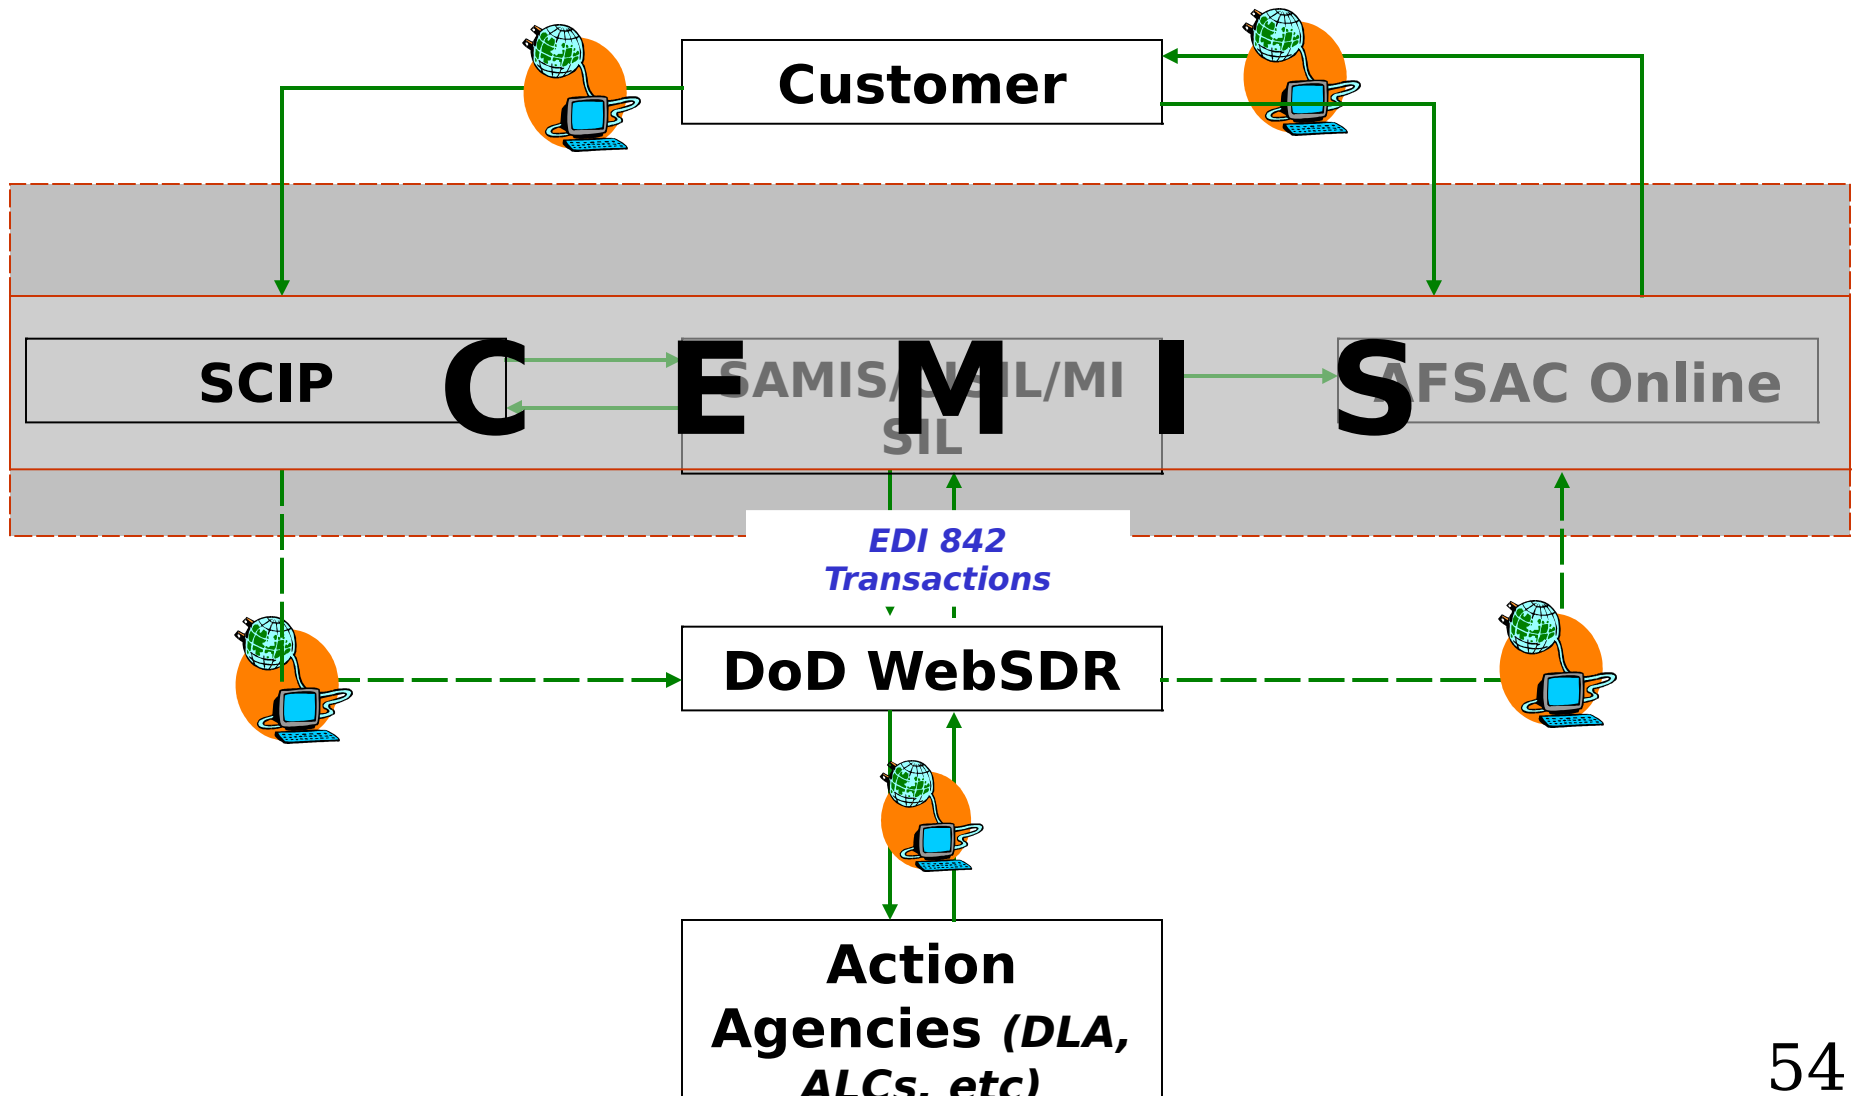 Customer
SCIP
C E M I S
SAMIS/
IL/MI
SIL
AFSAC Online
EDI 842
Transactions
DoD WebSDR
Action
Agencies (DLA,
ALCs, etc)
54